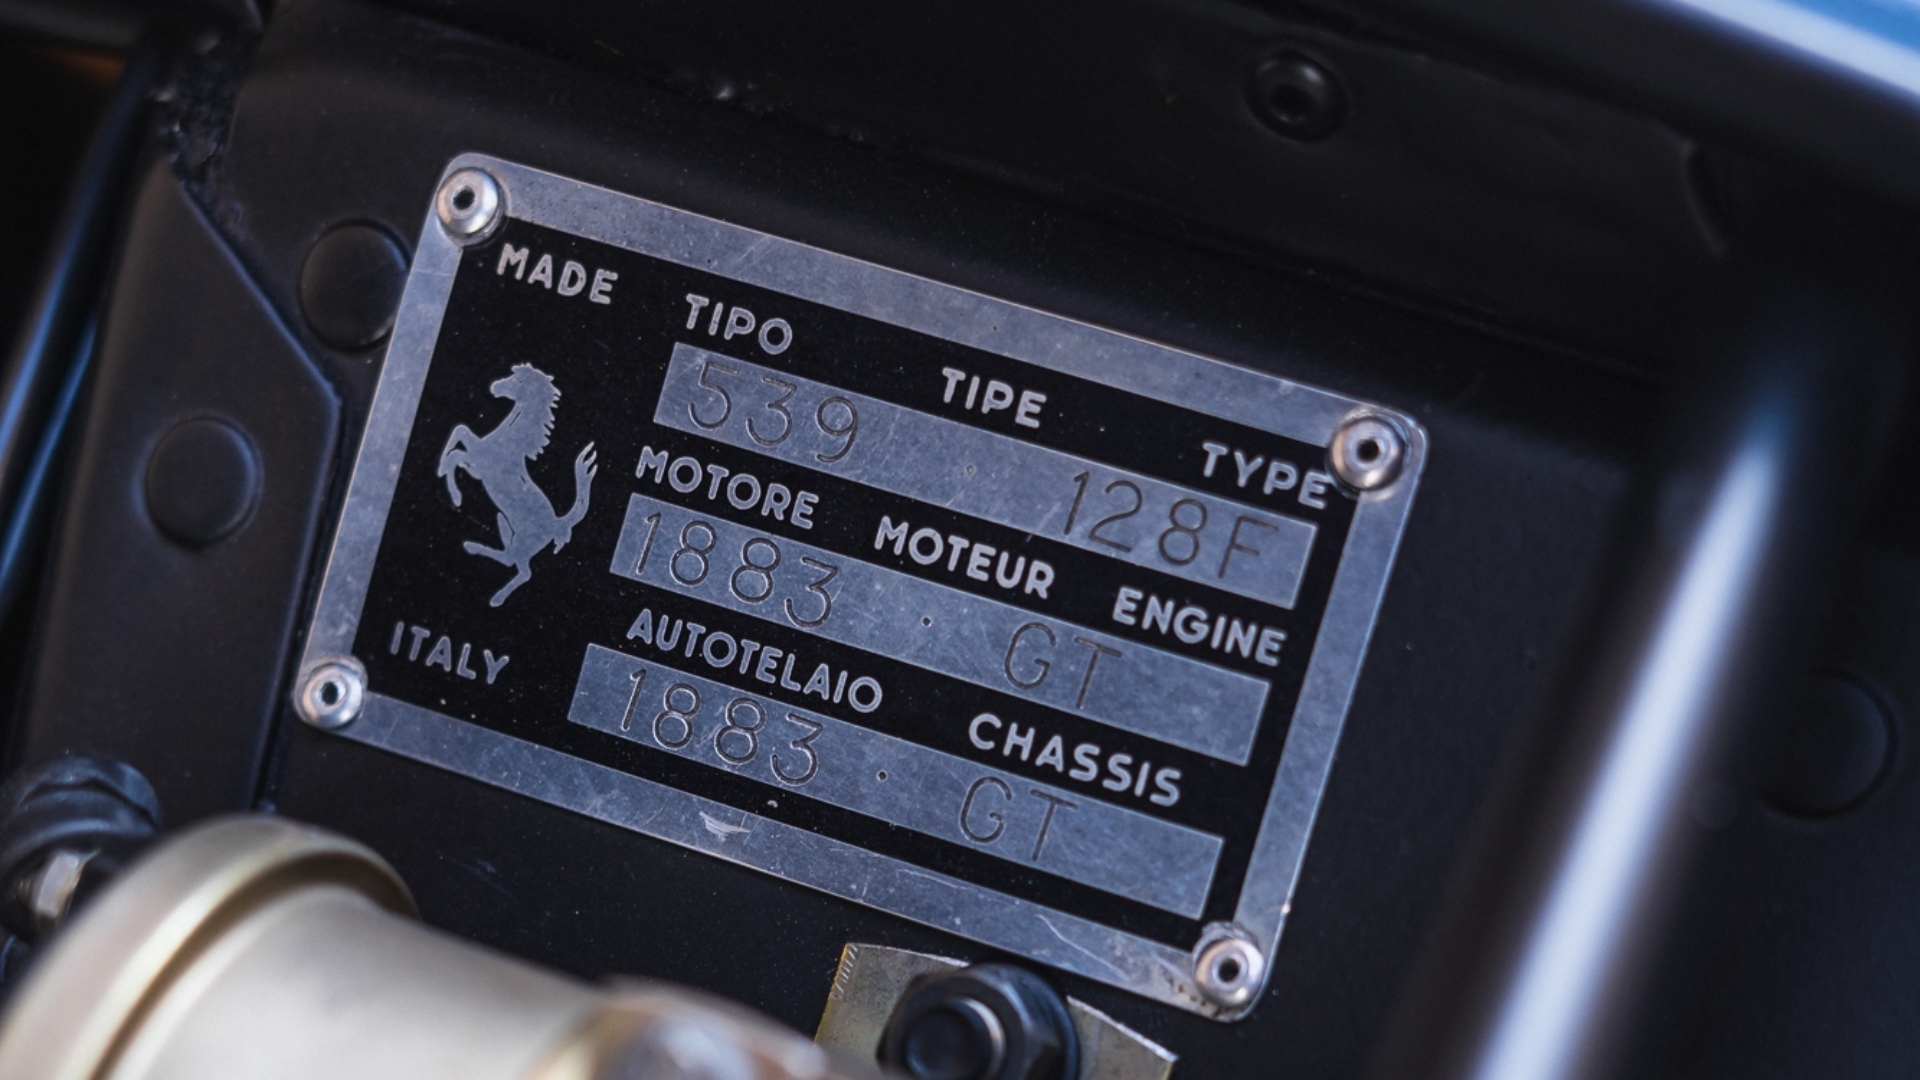 MADE TIPO TIPE TYPE
539 128F
MOTORE MOTEUR ENGINE
1883 · GT
ITALY AUTOTELAIO CHASSIS
1883 · GT